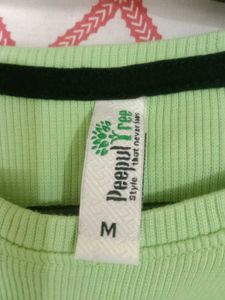 Peepul Tree
Style that never lies
M